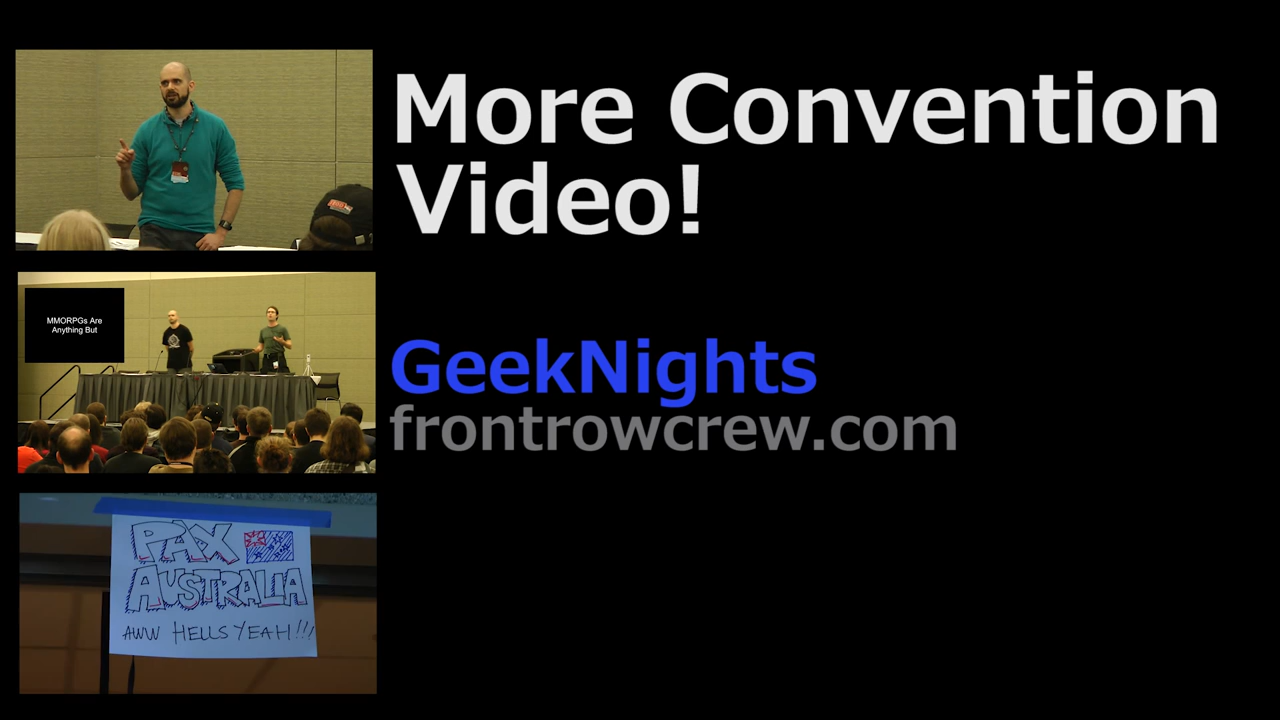 More Convention
Video!
MMORPGs Are
Anything But
GeekNights
frontrowcrew.com
PAX
AUSTRALIA
AWW HELLS YEAH!!!